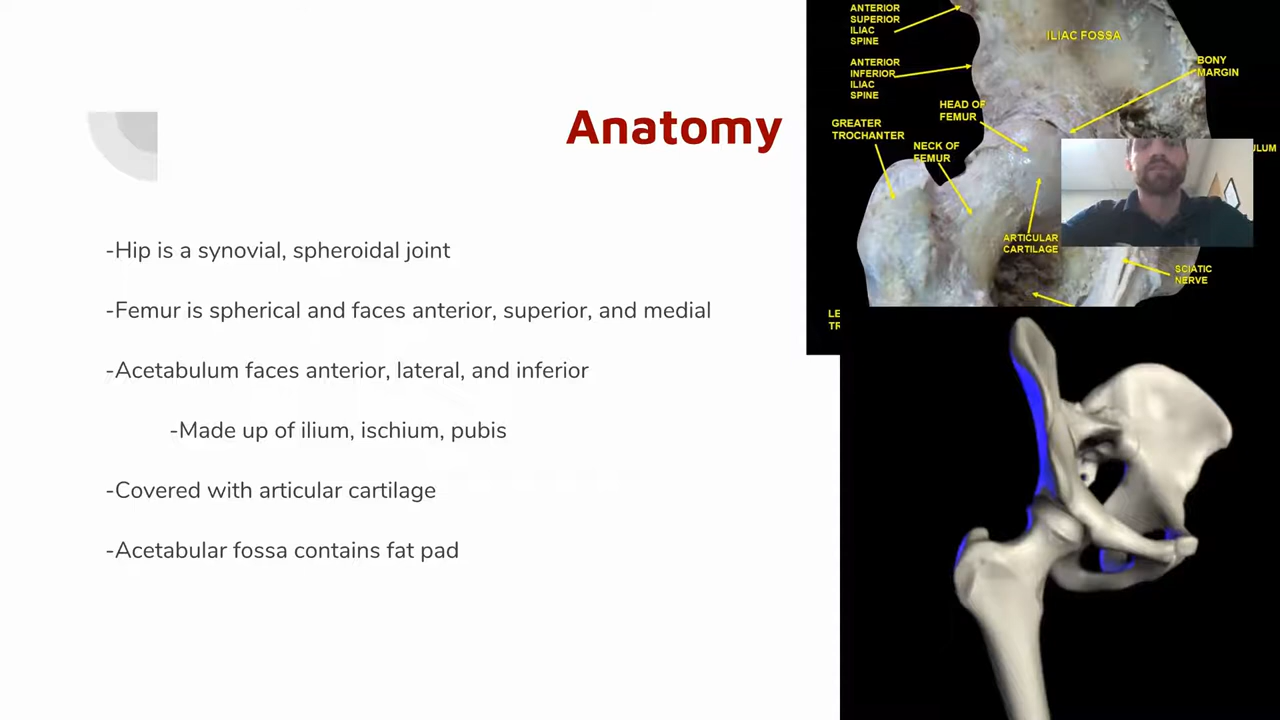 Anatomy
-Hip is a synovial, spheroidal joint
-Femur is spherical and faces anterior, superior, and medial
-Acetabulum faces anterior, lateral, and inferior
-Made up of ilium, ischium, pubis
-Covered with articular cartilage
-Acetabular fossa contains fat pad
ANTERIOR
SUPERIOR
ILIAC
SPINE
ILIAC FOSSA
ANTERIOR
INFERIOR
ILIAC
SPINE
BONY
MARGIN
HEAD OF
FEMUR
GREATER
TROCHANTER
NECK OF
FEMUR
ULUM
ARTICULAR
CARTILAGE
SCIATIC
NERVE
LE
TR